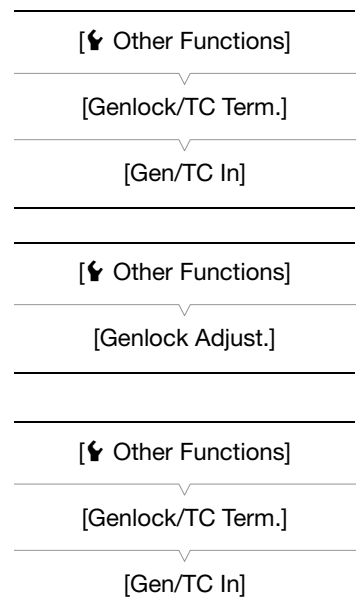 [ Other Functions]
[Genlock/TC Term.]
[Gen/TC In]
[ Other Functions]
[Genlock Adjust.]
[ Other Functions]
[Genlock/TC Term.]
[Gen/TC In]